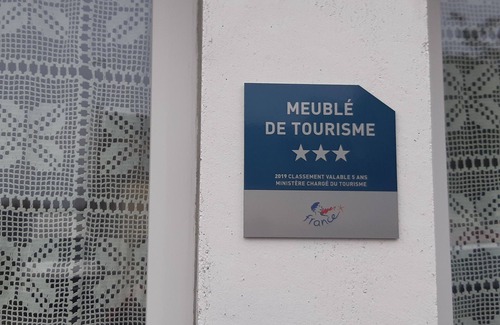 MEUBLÉ
DE TOURISME
2019 CLASSEMENT VALABLE 5 ANS
MINISTÈRE CHARGÉ DU TOURISME
france